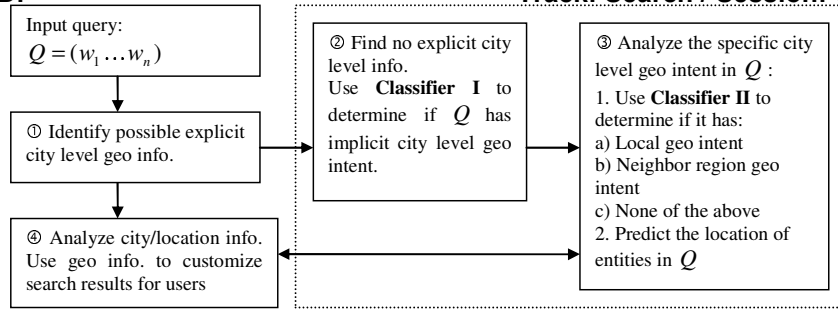 Input query:
Q = (w₁…wₙ)
① Identify possible explicit
city level geo info.
④ Analyze city/location info.
Use geo info. to customize
search results for users
② Find no explicit city
level info.
Use Classifier I to
determine if Q has
implicit city level geo
intent.
③ Analyze the specific city
level geo intent in Q :
1. Use Classifier II to
determine if it has:
a) Local geo intent
b) Neighbor region geo
intent
c) None of the above
2. Predict the location of
entities in Q